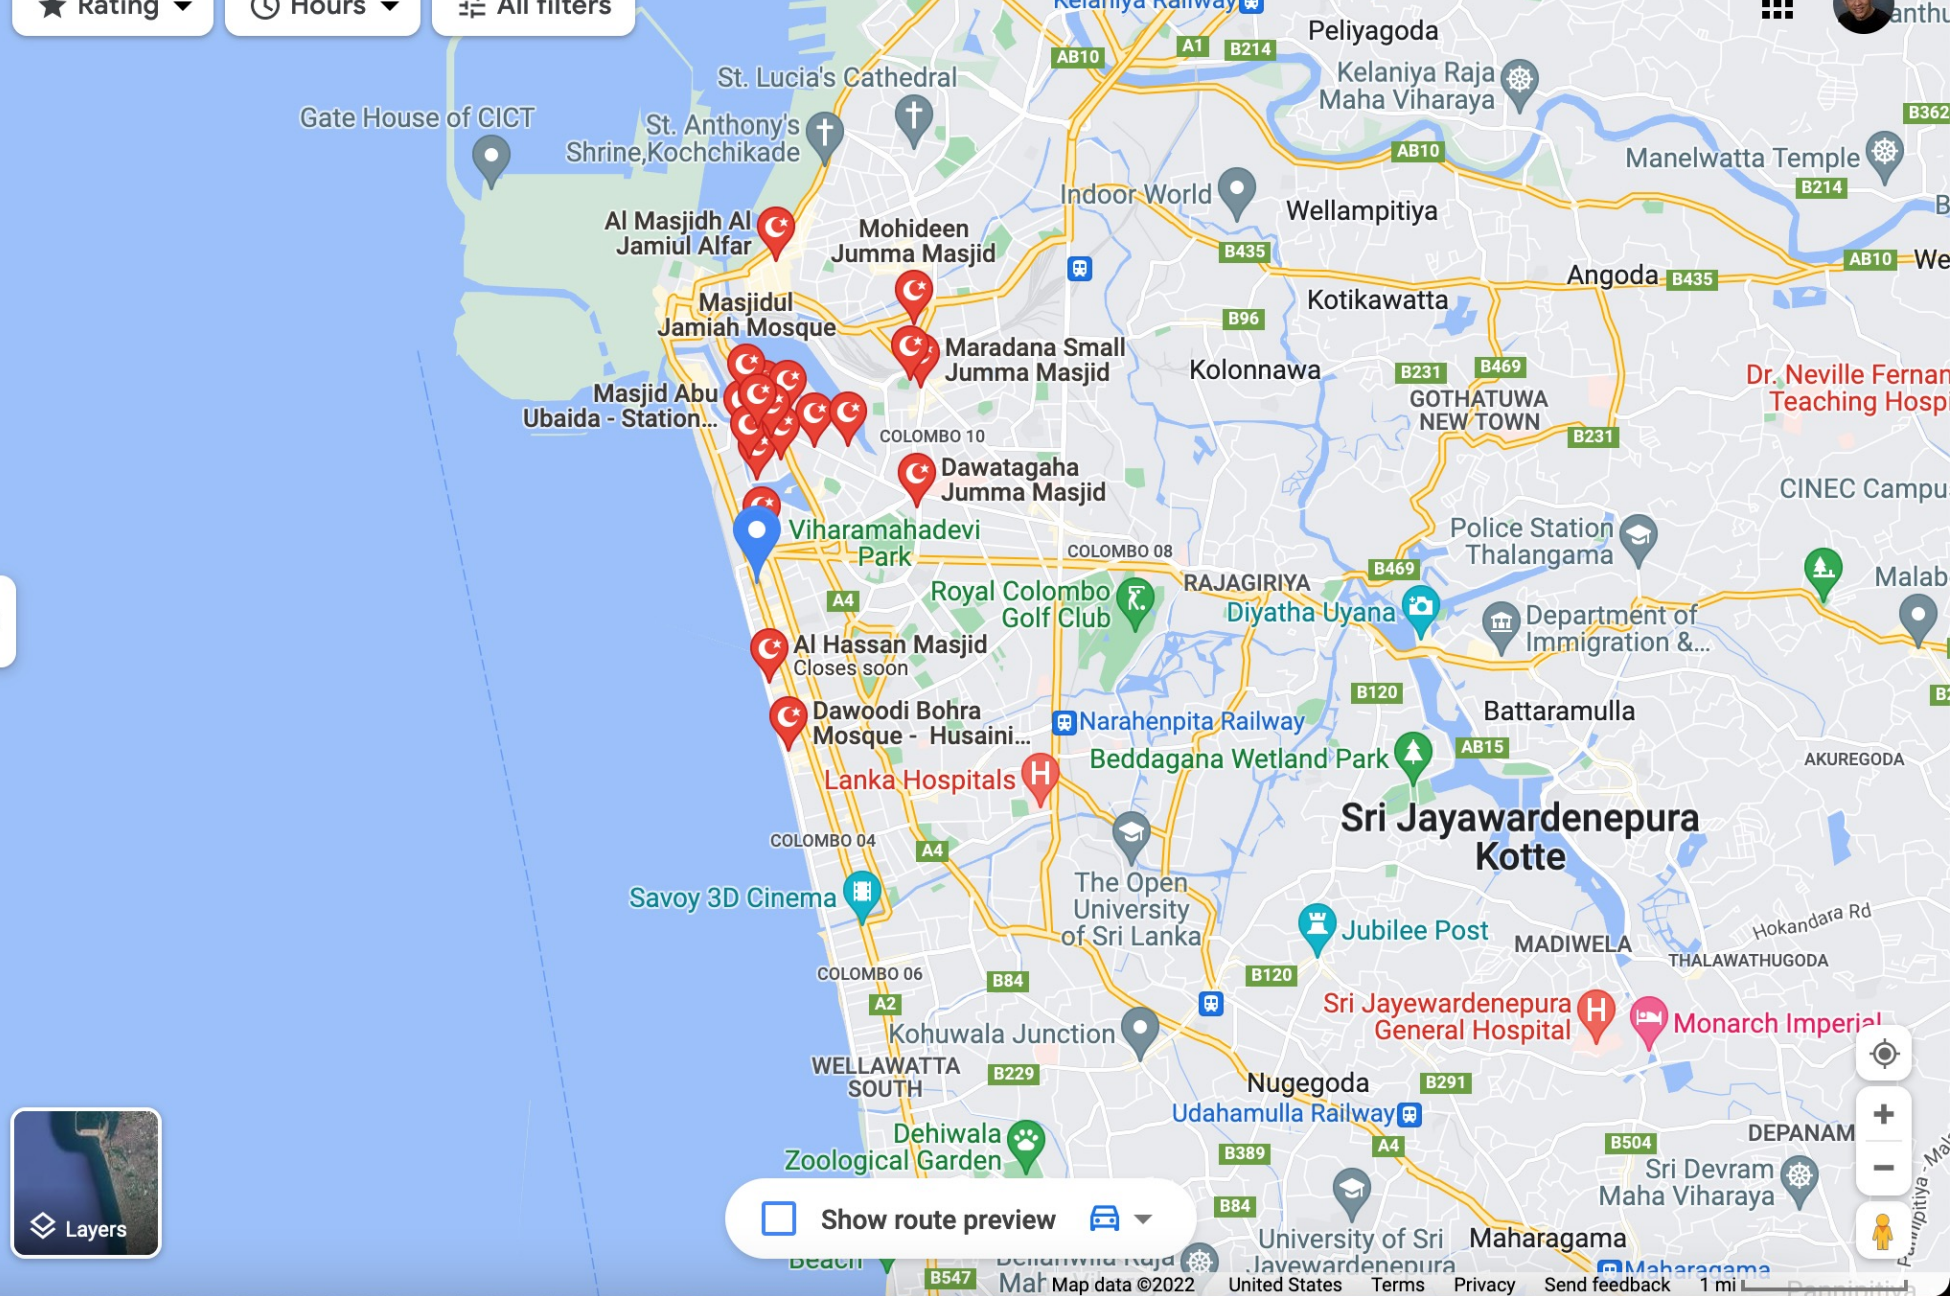 Rating
Hours
All filters
Kelaniya Railway
A1
B214
AB10
Peliyagoda
St. Lucia's Cathedral
Kelaniya Raja
Maha Viharaya
Gate House of CICT
St. Anthony's
Shrine,Kochchikade
B362
AB10
Manelwatta Temple
B214
Indoor World
Wellampitiya
Al Masjidh Al
Jamiul Alfar
Mohideen
Jumma Masjid
B435
AB10
We
Angoda
B435
Masjidul
Jamiah Mosque
Kotikawatta
B96
Maradana Small
Jumma Masjid
Kolonnawa
B231
B469
GOTHATUWA
NEW TOWN
Dr. Neville Fernan
Teaching Hospi
Masjid Abu
Ubaida - Station...
COLOMBO 10
B231
Dawatagaha
Jumma Masjid
CINEC Campu
Viharamahadevi
Park
COLOMBO 08
Police Station
Thalangama
B469
RAJAGIRIYA
Malab
A4
Royal Colombo
Golf Club
Diyatha Uyana
Department of
Immigration &...
Al Hassan Masjid
Closes soon
B120
Dawoodi Bohra
Mosque - Husaini...
Narahenpita Railway
Battaramulla
AB15
Beddagana Wetland Park
AKUREGODA
Lanka Hospitals
Sri Jayawardenepura
Kotte
COLOMBO 04
A4
Savoy 3D Cinema
The Open
University
of Sri Lanka
Jubilee Post
MADIWELA
Hokandara Rd
THALAWATHUGODA
COLOMBO 06
B84
B120
A2
Sri Jayewardenepura
General Hospital
Monarch Imperial
Kohuwala Junction
WELLAWATTA
SOUTH
B229
Nugegoda
B291
Udahamulla Railway
Dehiwala
Zoological Garden
B389
A4
B504
DEPANAM
Sri Devram
Maha Viharaya
Layers
Show route preview
B84
University of Sri
Jayewardenepura
Maharagama
Beach
Bellanwila Raja
Mah
B547
Maharagama
Map data ©2022
United States
Terms
Privacy
Send feedback
1 mi